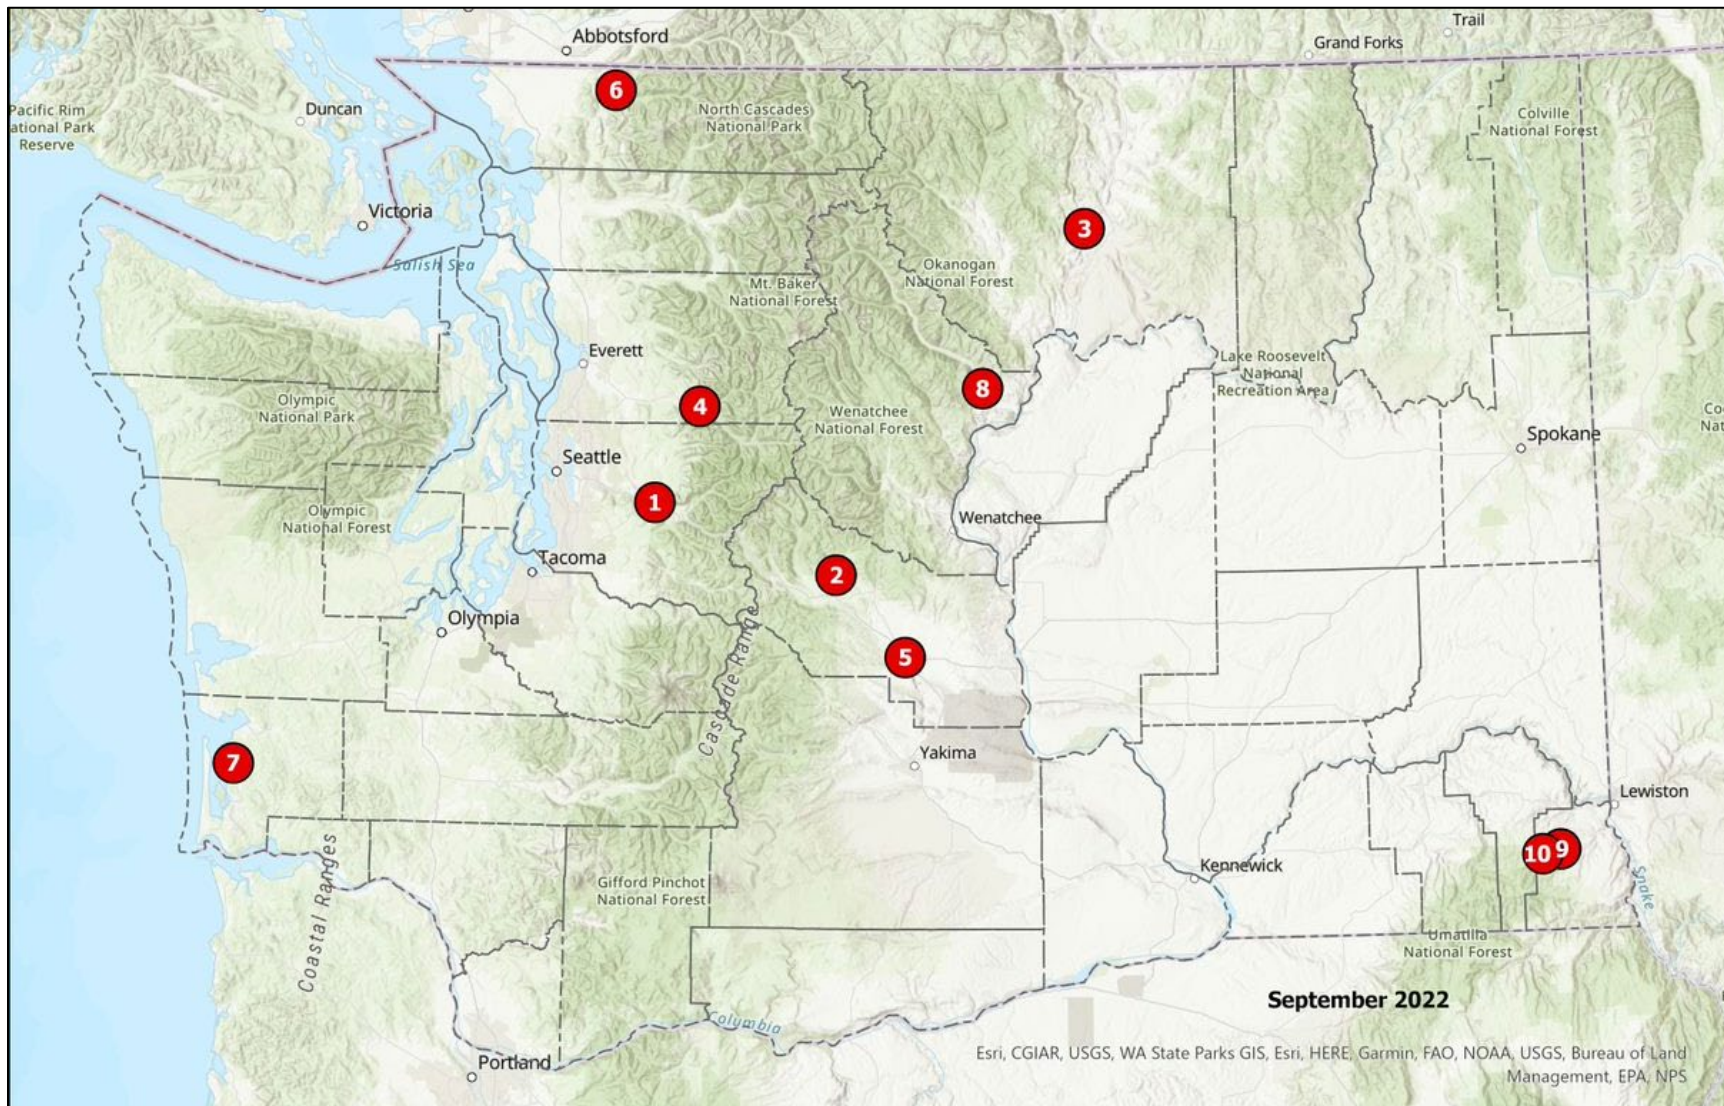 Trail
Abbotsford
Grand Forks
6
Pacific Rim
ational Park
Reserve
Duncan
North Cascades
National Park
Colville
National Forest
Victoria
3
Salish Sea
Okanogan
National Forest
Mt. Baker
National Forest
Everett
Lake Roosevelt
National
Recreation Area
8
4
Olympic
National Park
Wenatchee
National Forest
Co
Nat
Spokane
Seattle
1
Olympic
National Forest
Wenatchee
Tacoma
2
Olympia
5
Cascade Range
Yakima
7
Lewiston
Coastal Ranges
10
9
Kennewick
Gifford Pinchot
National Forest
Snake
Umatilla
National Forest
September 2022
Columbia
Portland
Esri, CGIAR, USGS, WA State Parks GIS, Esri, HERE, Garmin, FAO, NOAA, USGS, Bureau of Land
Management, EPA, NPS